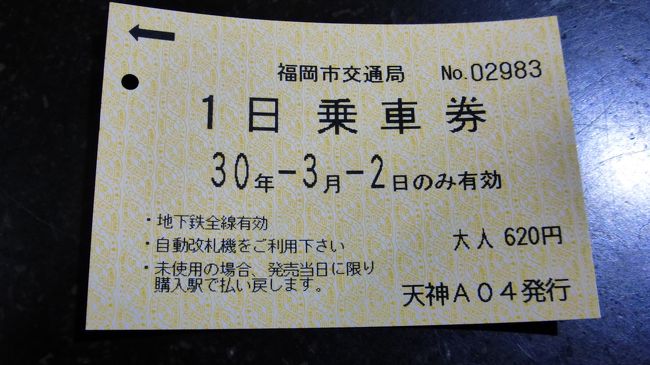 ←
福岡市交通局 No.02983
1日乗車券
30年-3月-2日のみ有効
・地下鉄全線有効
・自動改札機をご利用下さい
・未使用の場合、発売当日に限り
購入駅で払い戻します。
大人 620円
天神A04発行